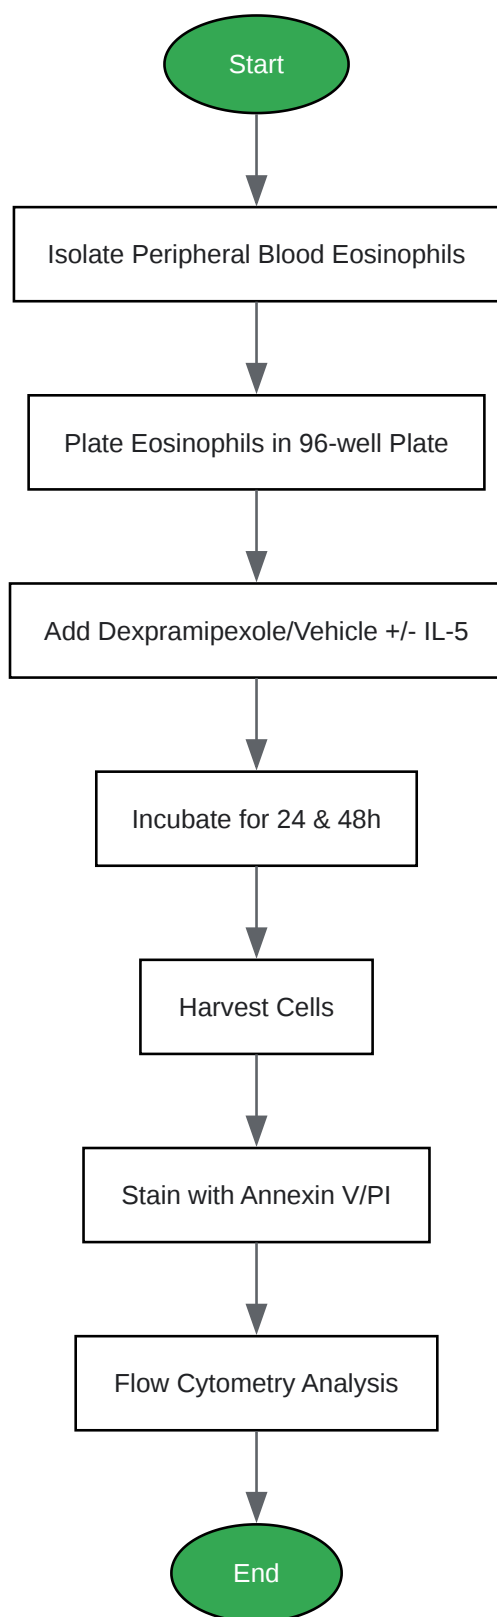 Start
Isolate Peripheral Blood Eosinophils
Plate Eosinophils in 96-well Plate
Add Dexpramipexole/Vehicle +/- IL-5
Incubate for 24 & 48h
Harvest Cells
Stain with Annexin V/PI
Flow Cytometry Analysis
End